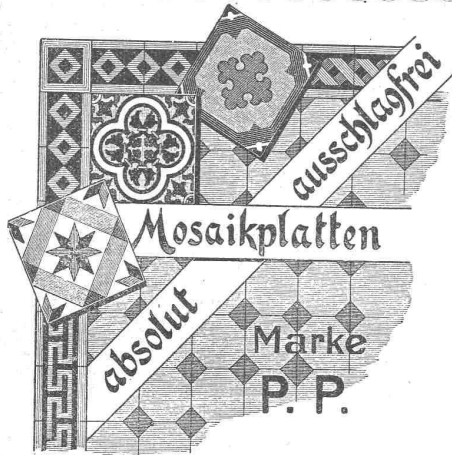 absolut
ausschlagfrei
Mosaikplatten
Marke
P. P.